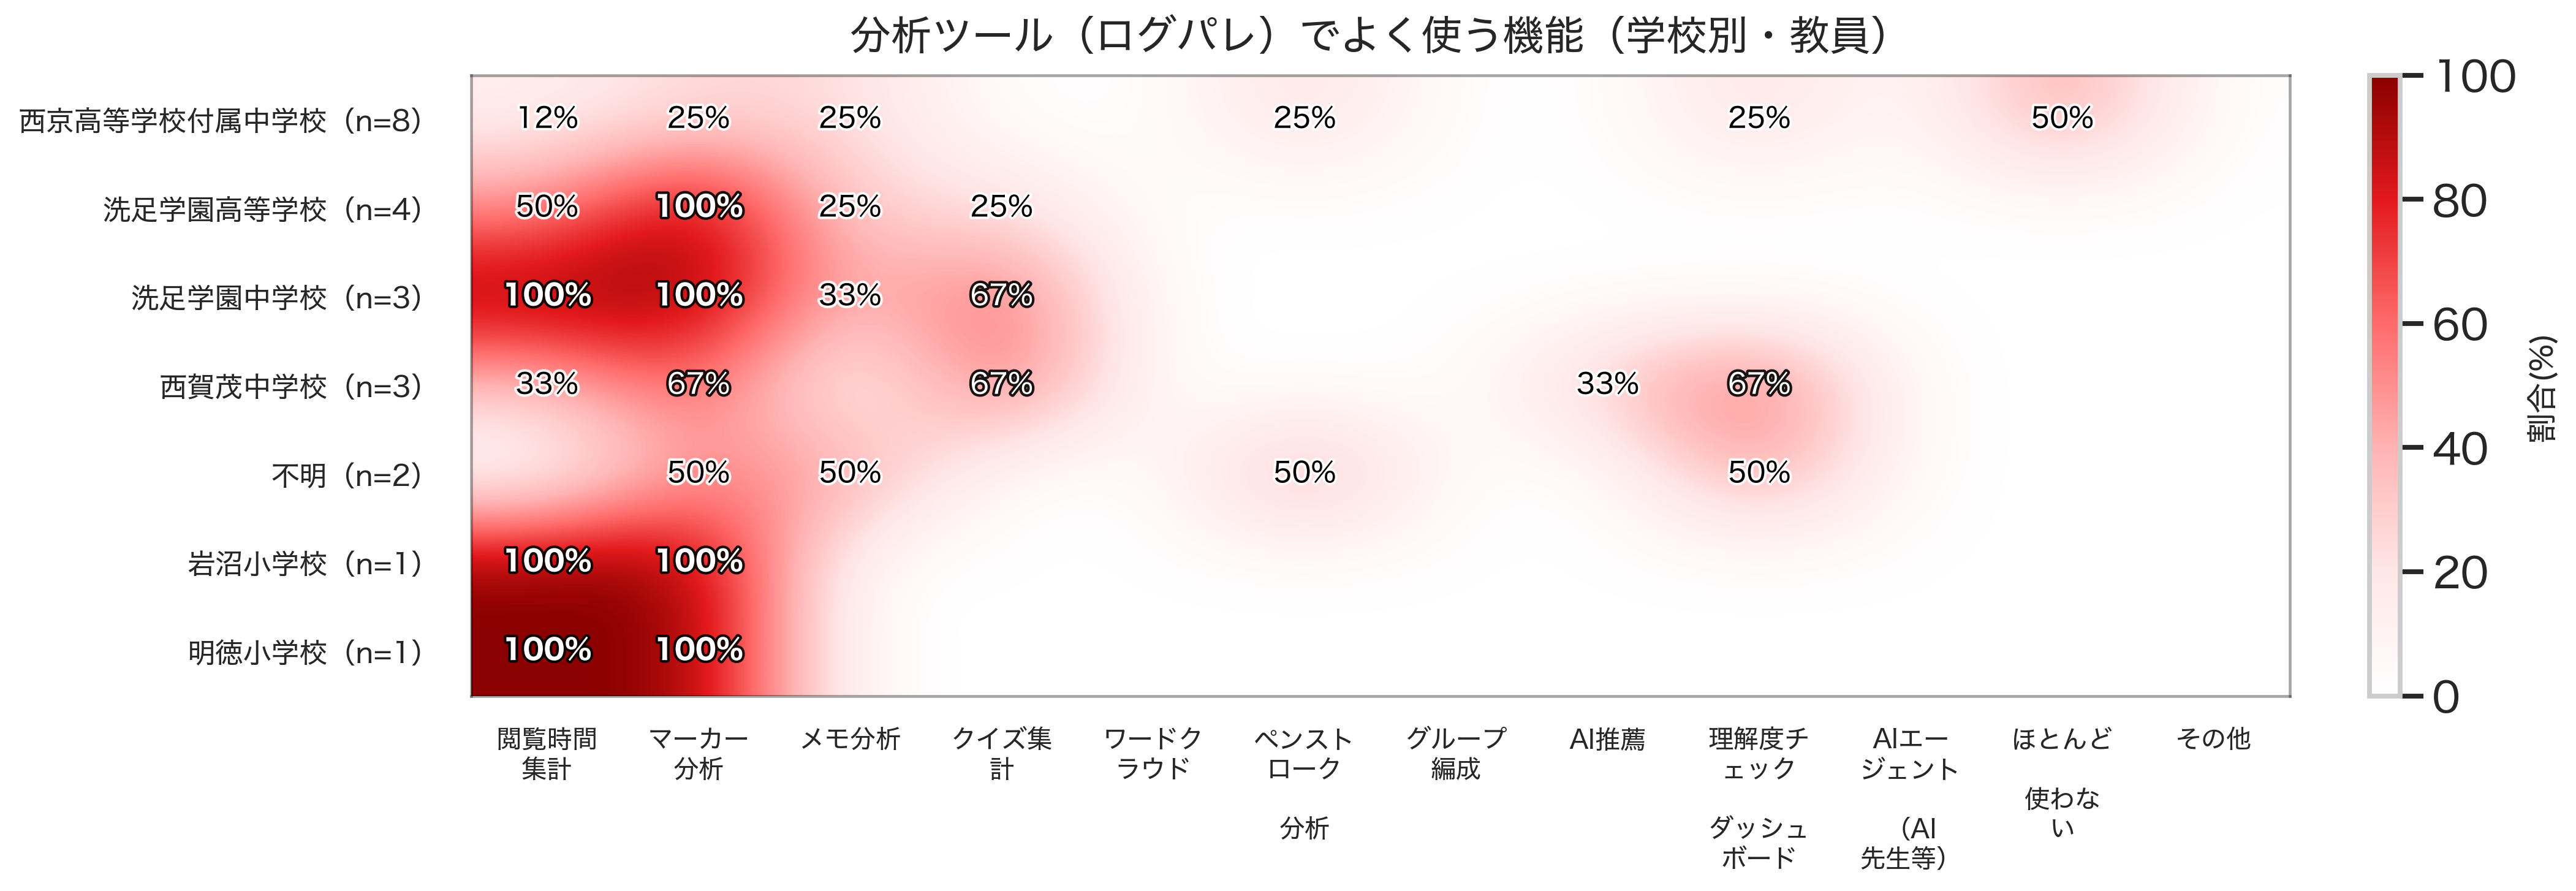 分析ツール（ログパレ）でよく使う機能（学校別・教員）
西京高等学校付属中学校（n=8） 12% 25% 25% 25% 25% 50%
洗足学園高等学校（n=4） 50% 100% 25% 25%
洗足学園中学校（n=3） 100% 100% 33% 67%
西賀茂中学校（n=3） 33% 67% 67% 33% 67%
不明（n=2） 50% 50% 50% 50%
岩沼小学校（n=1） 100% 100%
明徳小学校（n=1） 100% 100%
閲覧時間
集計
マーカー
分析
メモ分析
クイズ集
計
ワードク
ラウド
ペンスト
ローク
分析
グループ
編成
AI推薦
理解度チ
ェック
ダッシュ
ボード
AIエー
ジェント
（AI
先生等）
ほとんど
使わな
い
その他
100
80
60
40
20
0
割合(%)